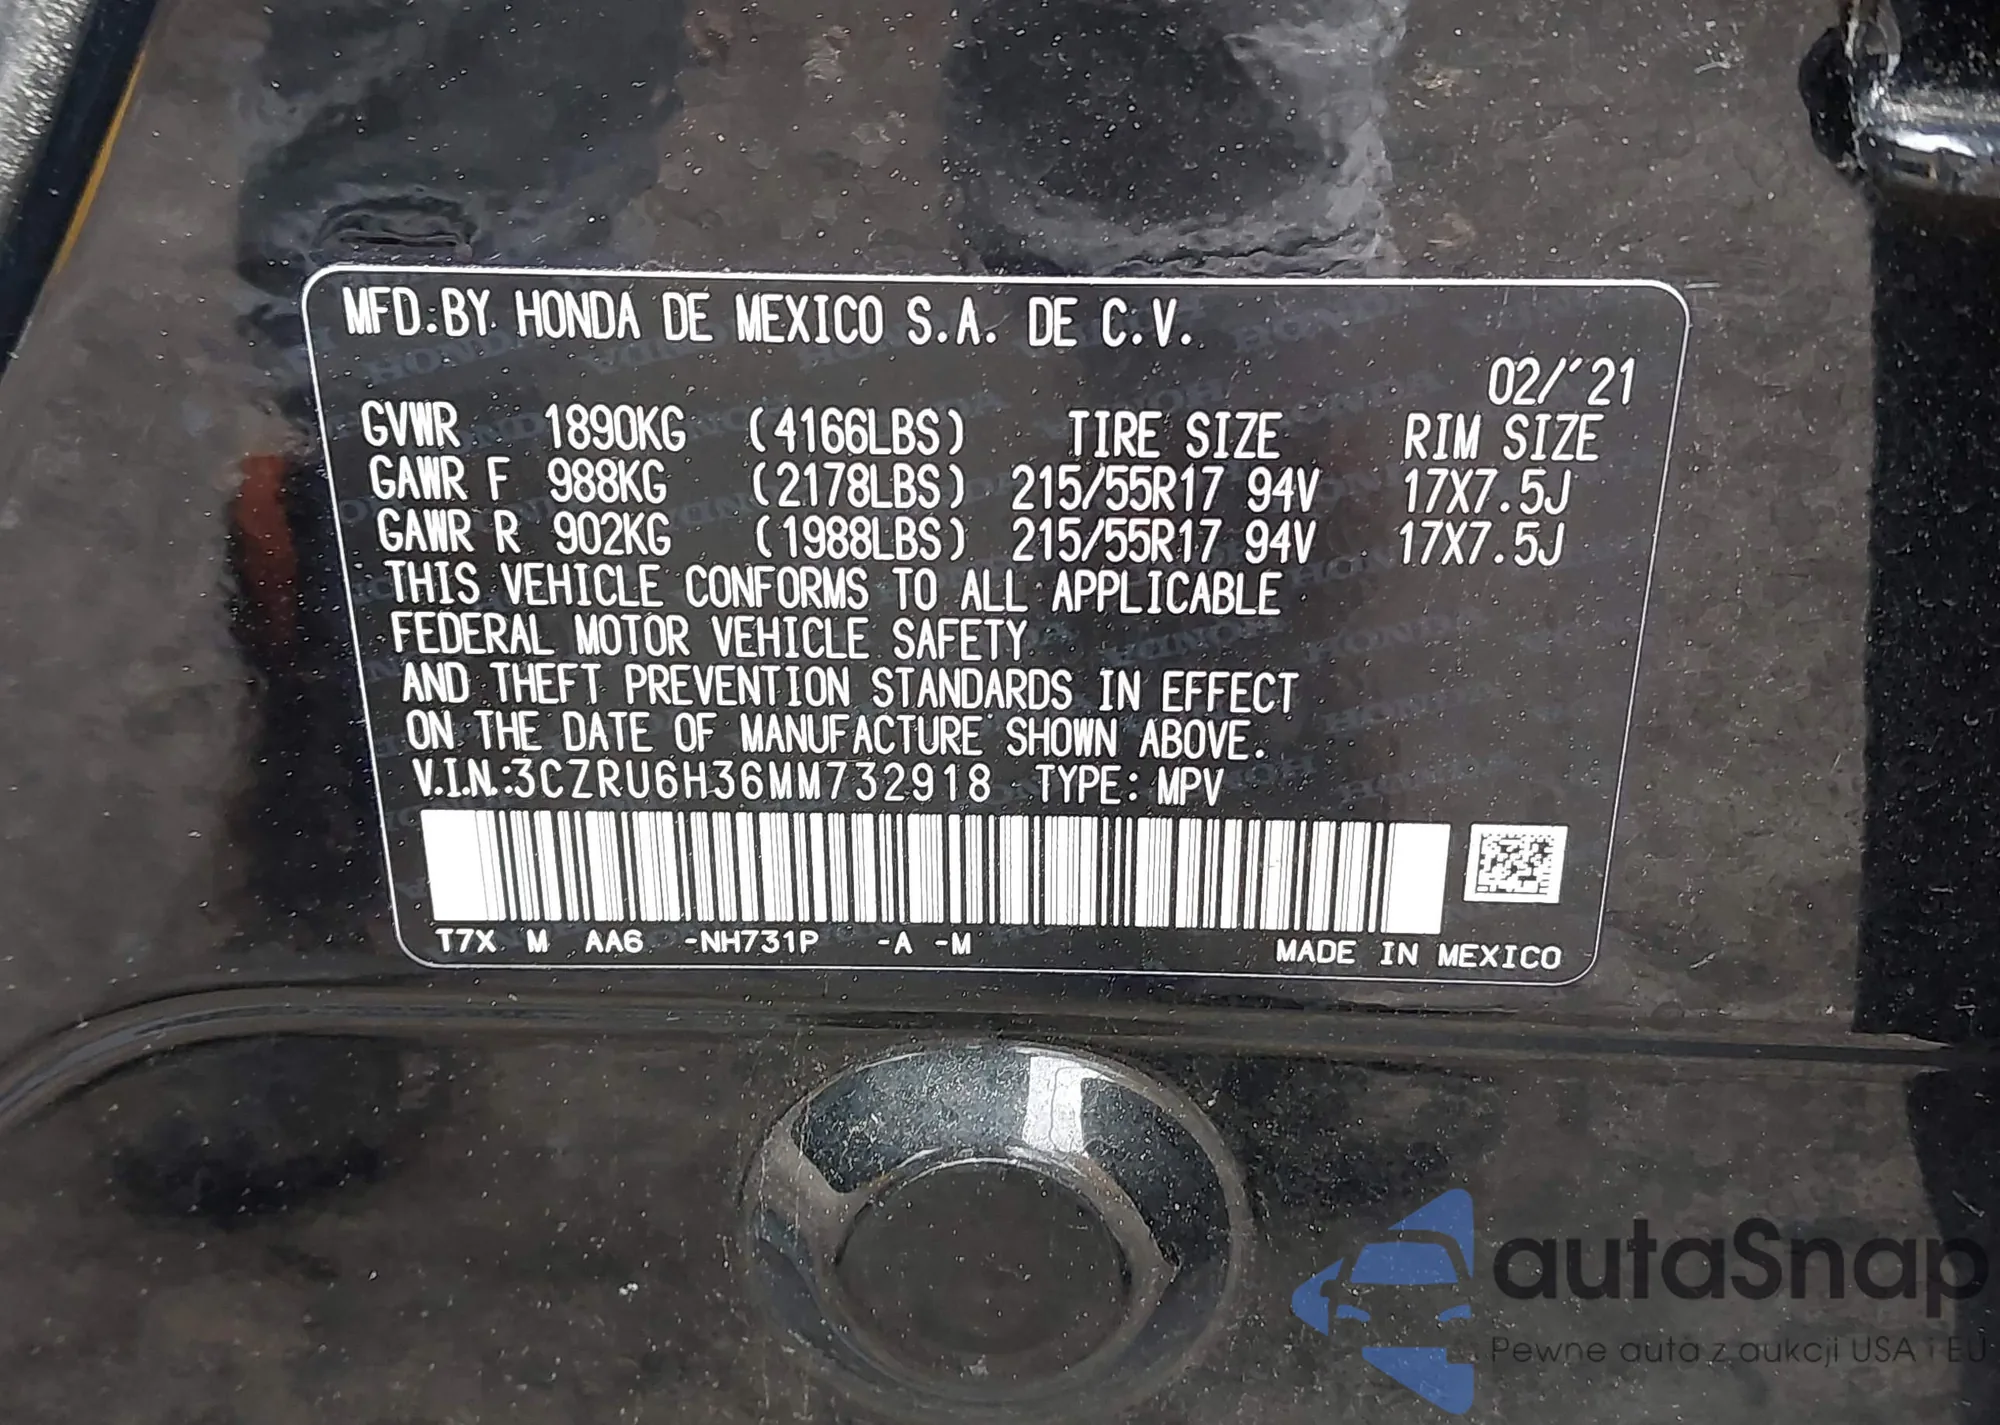 MFD.BY HONDA DE MEXICO S.A. DE C.V.
02/'21
GVWR 1890KG (4166LBS) TIRE SIZE RIM SIZE
GAWR F 988KG (2178LBS) 215/55R17 94V 17X7.5J
GAWR R 902KG (1988LBS) 215/55R17 94V 17X7.5J
THIS VEHICLE CONFORMS TO ALL APPLICABLE
FEDERAL MOTOR VEHICLE SAFETY
AND THEFT PREVENTION STANDARDS IN EFFECT
ON THE DATE OF MANUFACTURE SHOWN ABOVE.
V.I.N.:3CZRU6H36MM732918 TYPE: MPV
T7X M AA6 -NH731P -A -M MADE IN MEXICO
autaSnap
Pewne auta z aukcji USA i EU